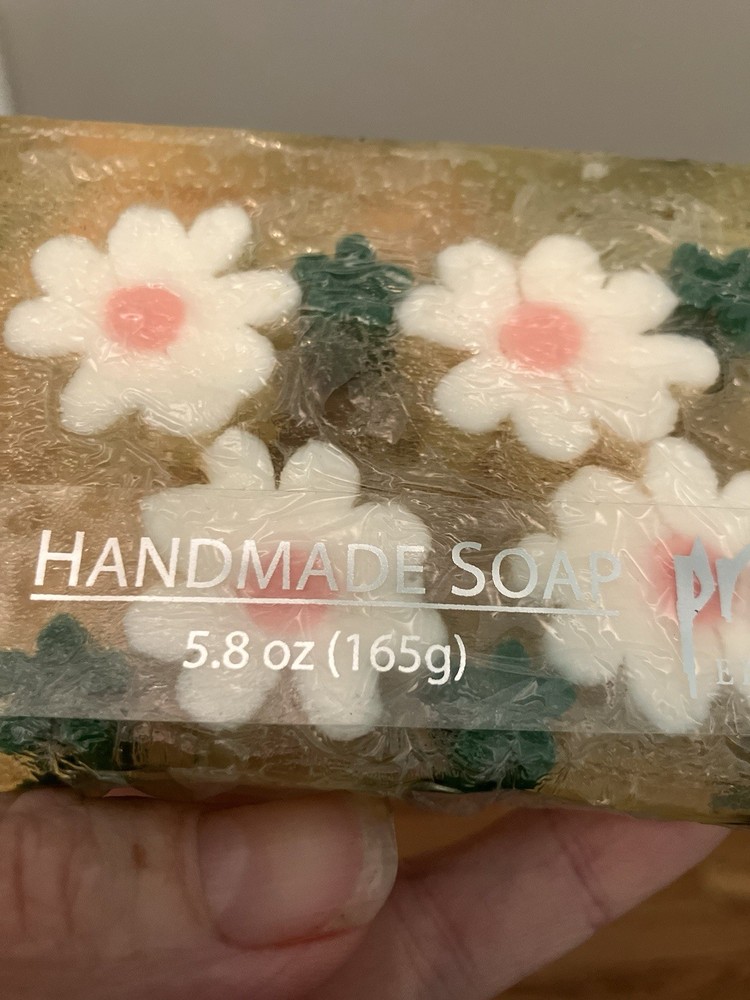 HANDMADE SOAP
5.8 oz (165g)